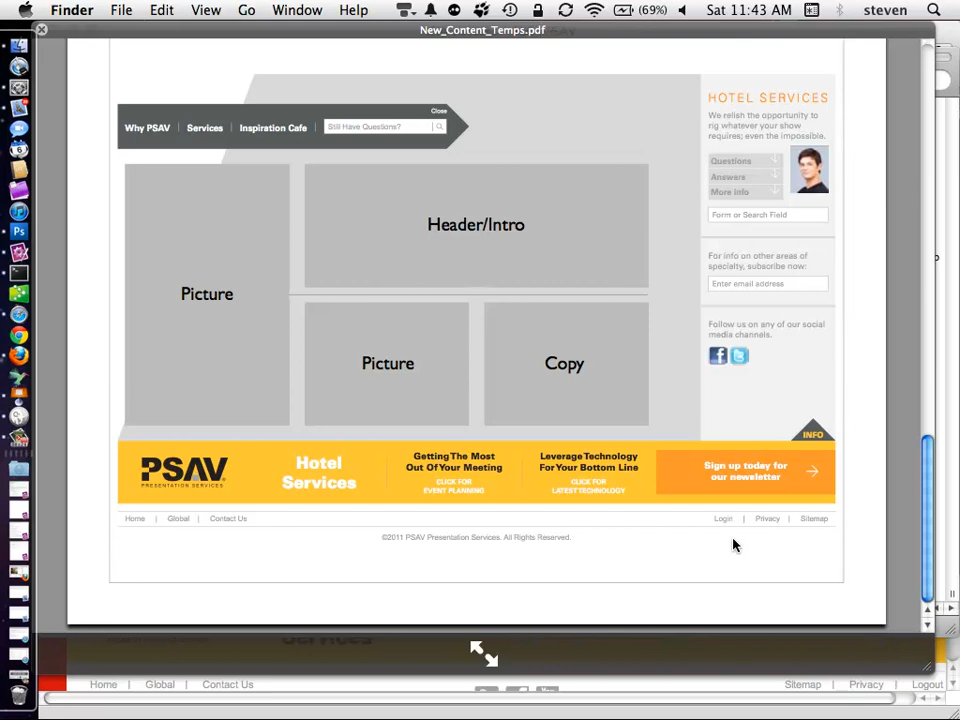 Finder File Edit View Go Window Help (69%) Sat 11:43 AM steven
New_Content_Temps.pdf
Close
Why PSAV | Services | Inspiration Cafe | Still Have Questions?
Header/Intro
Picture
Picture
Copy
HOTEL SERVICES
We relish the opportunity to
rig whatever your show
requires; even the impossible.
Questions
Answers
More Info
Form or Search Field
For info on other areas of
specialty, subscribe now:
Enter email address
Follow us on any of our social
media channels.
INFO
PSAV
PRESENTATION SERVICES
Hotel
Services
Getting The Most
Out Of Your Meeting
CLICK FOR
EVENT PLANNING
Leverage Technology
For Your Bottom Line
CLICK FOR
LATEST TECHNOLOGY
Sign up today for
our newsletter
Home | Global | Contact Us
Login | Privacy | Sitemap
©2011 PSAV Presentation Services. All Rights Reserved.
Home | Global | Contact Us
Sitemap | Privacy | Logout